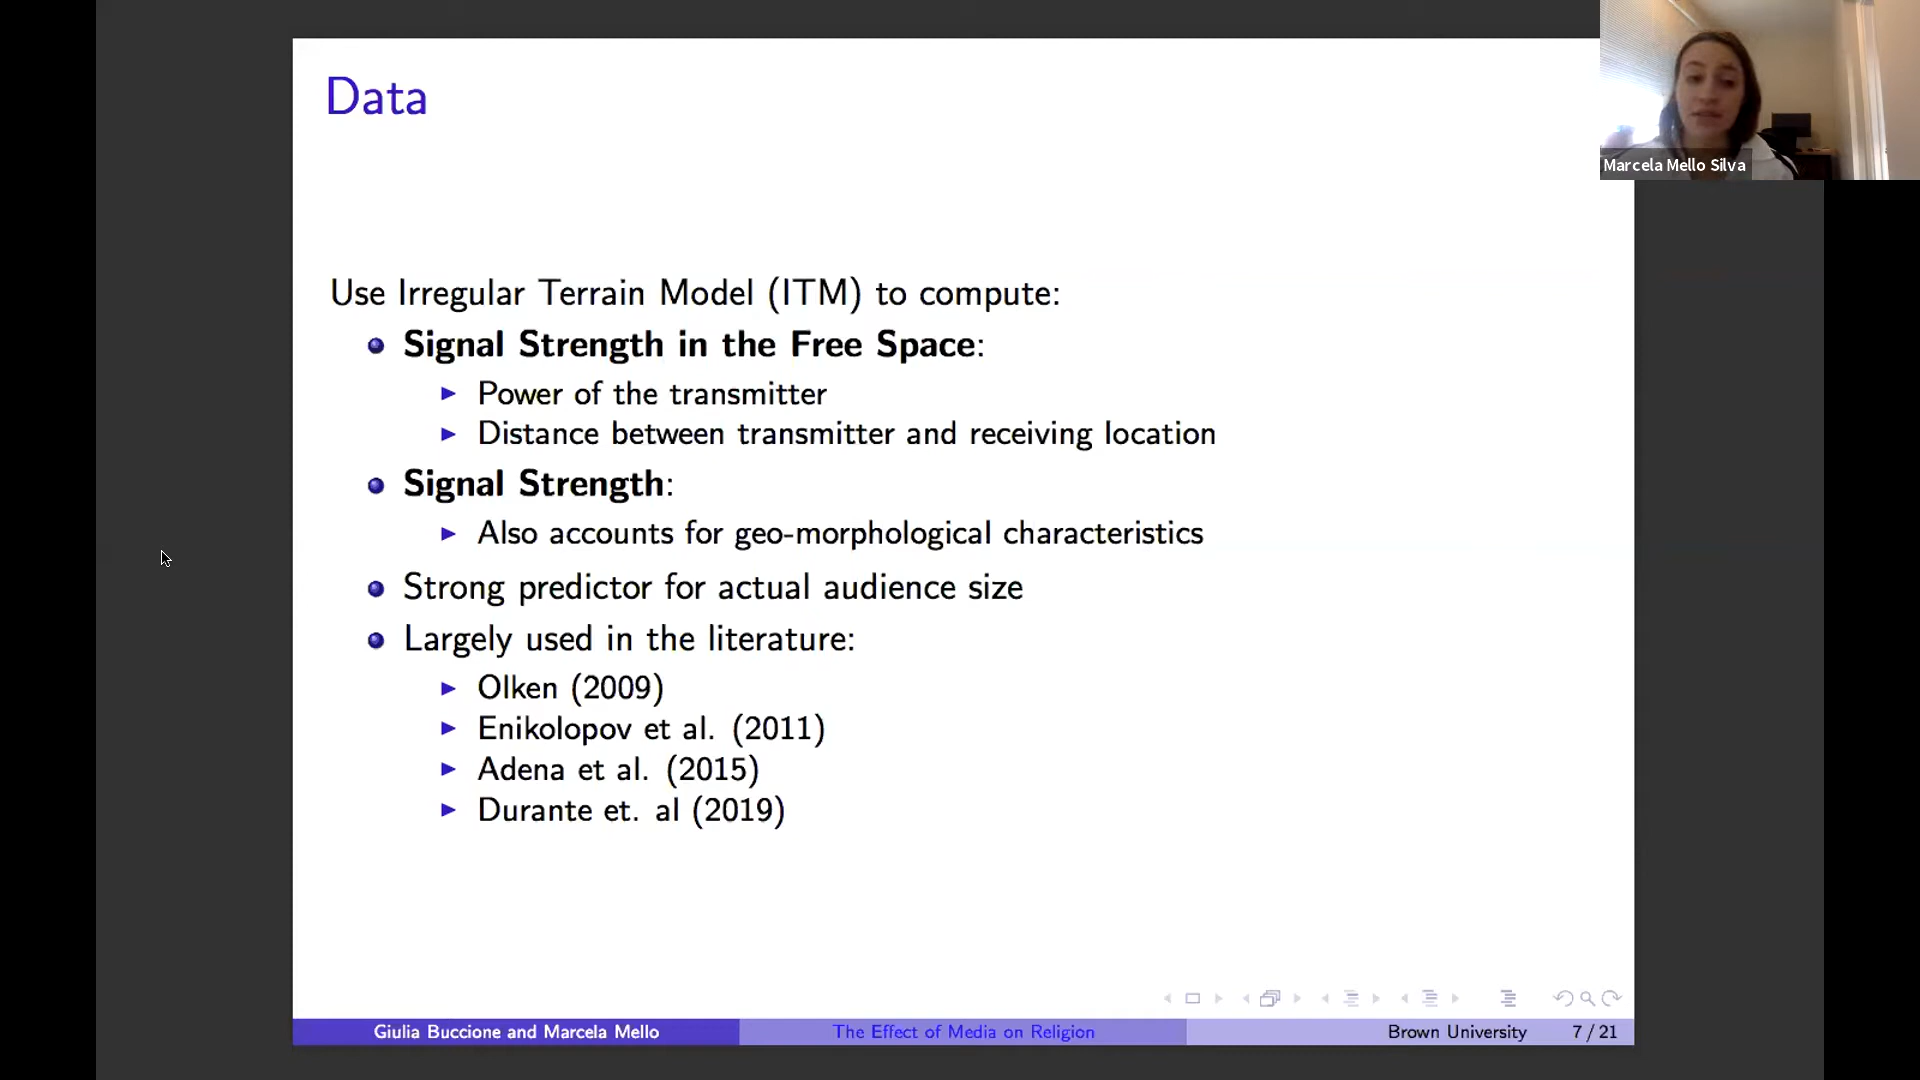 Data
Marcela Mello Silva
Use Irregular Terrain Model (ITM) to compute:
Signal Strength in the Free Space:
Power of the transmitter
Distance between transmitter and receiving location
Signal Strength:
Also accounts for geo-morphological characteristics
Strong predictor for actual audience size
Largely used in the literature:
Olken (2009)
Enikolopov et al. (2011)
Adena et al. (2015)
Durante et. al (2019)
Giulia Buccione and Marcela Mello
The Effect of Media on Religion
Brown University
7 / 21